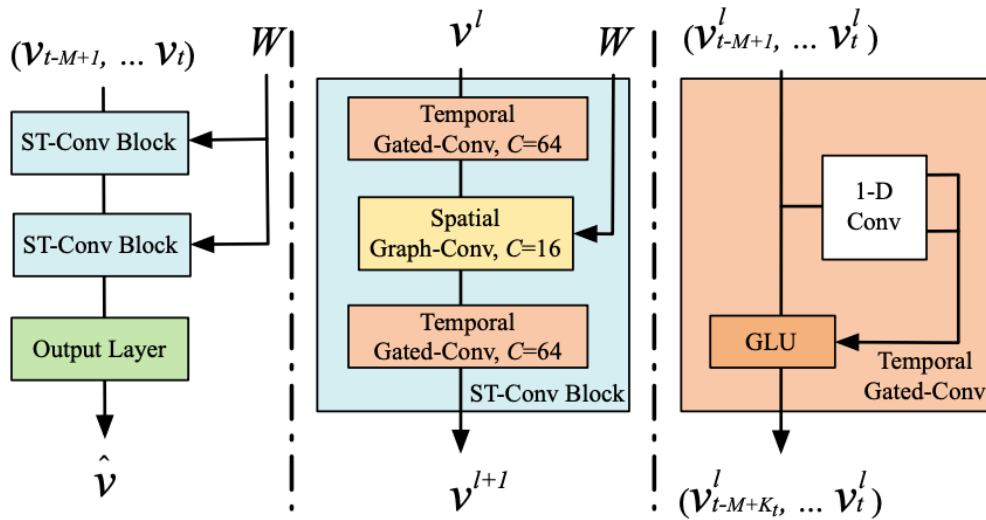 (v_{t-M+1}, ... v_t)
W
ST-Conv Block
ST-Conv Block
Output Layer
v̂
v^l
W
Temporal
Gated-Conv, C=64
Spatial
Graph-Conv, C=16
Temporal
Gated-Conv, C=64
ST-Conv Block
v^{l+1}
(v^l_{t-M+1}, ... v^l_t)
1-D
Conv
GLU
Temporal
Gated-Conv
(v^l_{t-M+K_t}, ... v^l_t)